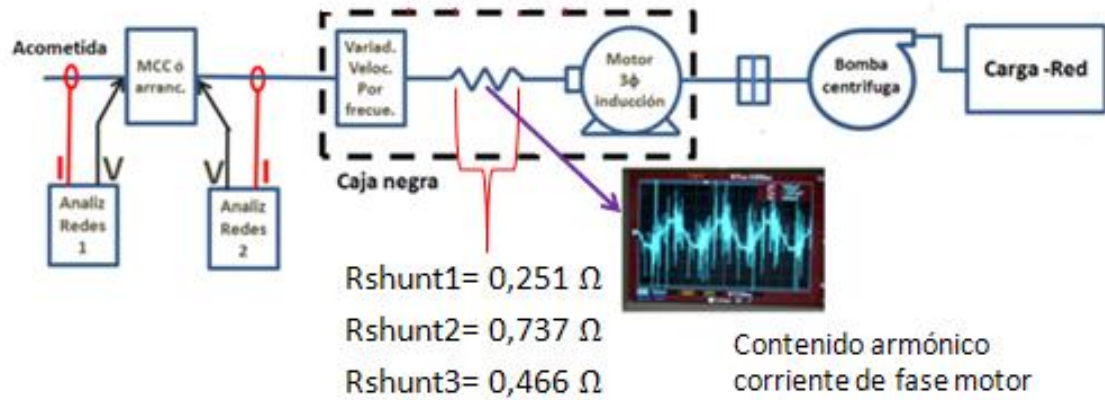 Acometida
MCC ó
arranc.
Variad.
Veloc.
Por
frecue.
Motor
3ϕ
inducción
Bomba
centrífuga
Carga -Red
I
V
V
I
Analiz
Redes
1
Analiz
Redes
2
Caja negra
Rshunt1= 0,251 Ω
Rshunt2= 0,737 Ω
Rshunt3= 0,466 Ω
Contenido armónico
corriente de fase motor